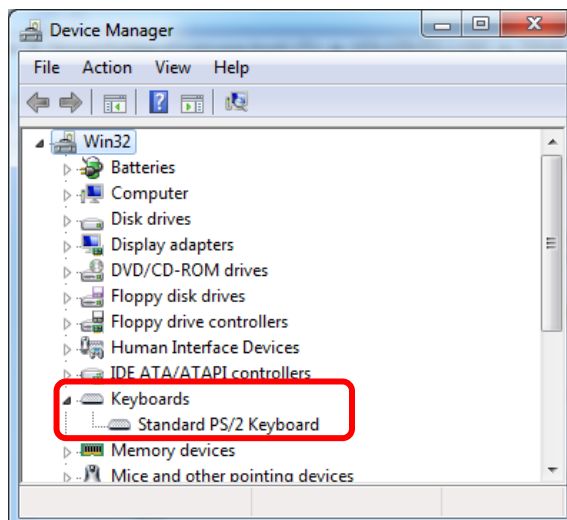 Device Manager
File Action View Help
Win32
Batteries
Computer
Disk drives
Display adapters
DVD/CD-ROM drives
Floppy disk drives
Floppy drive controllers
Human Interface Devices
IDE ATA/ATAPI controllers
Keyboards
Standard PS/2 Keyboard
Memory devices
Mice and other pointing devices